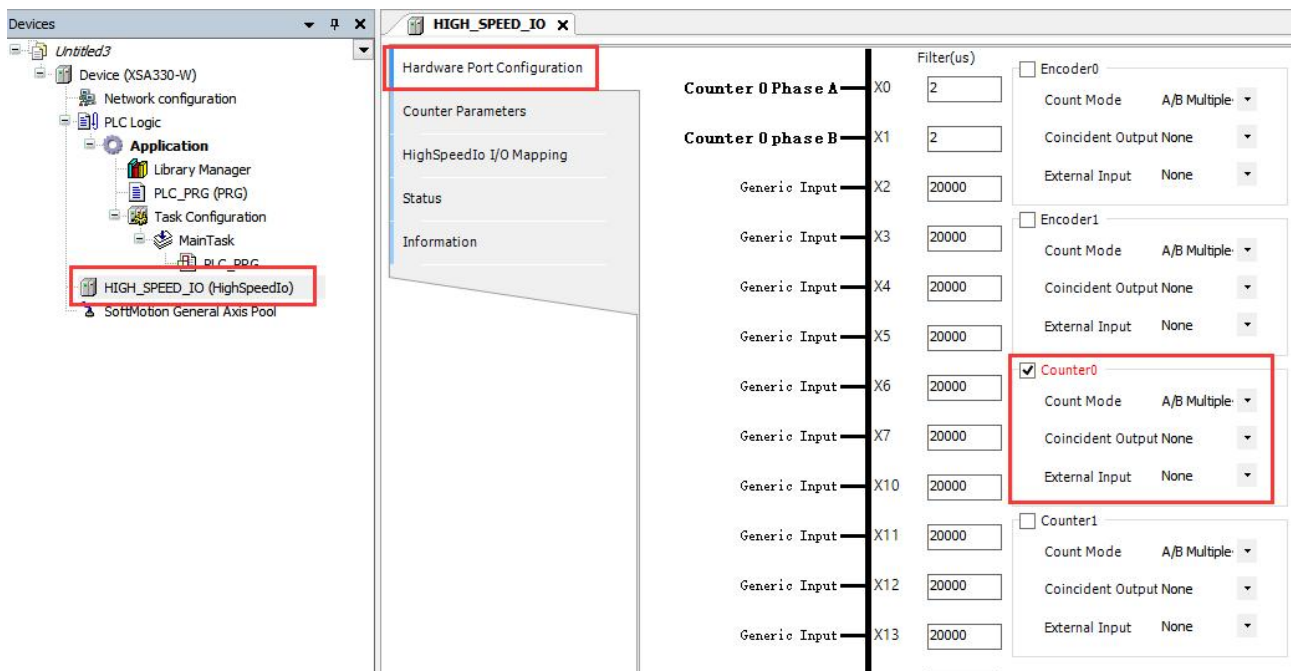 Devices
Untitled3
Device (XSA330-W)
Network configuration
PLC Logic
Application
Library Manager
PLC_PRG (PRG)
Task Configuration
MainTask
PLC_PRG
HIGH_SPEED_IO (HighSpeedIo)
SoftMotion General Axis Pool
HIGH_SPEED_IO X
Hardware Port Configuration
Counter Parameters
HighSpeedIo I/O Mapping
Status
Information
Filter(us)
Counter 0 Phase A X0 2
Counter 0 phase B X1 2
Generic Input X2 20000
Generic Input X3 20000
Generic Input X4 20000
Generic Input X5 20000
Generic Input X6 20000
Generic Input X7 20000
Generic Input X10 20000
Generic Input X11 20000
Generic Input X12 20000
Generic Input X13 20000
Encoder0
Count Mode A/B Multiple
Coincident Output None
External Input None
Encoder1
Count Mode A/B Multiple
Coincident Output None
External Input None
Counter0
Count Mode A/B Multiple
Coincident Output None
External Input None
Counter1
Count Mode A/B Multiple
Coincident Output None
External Input None